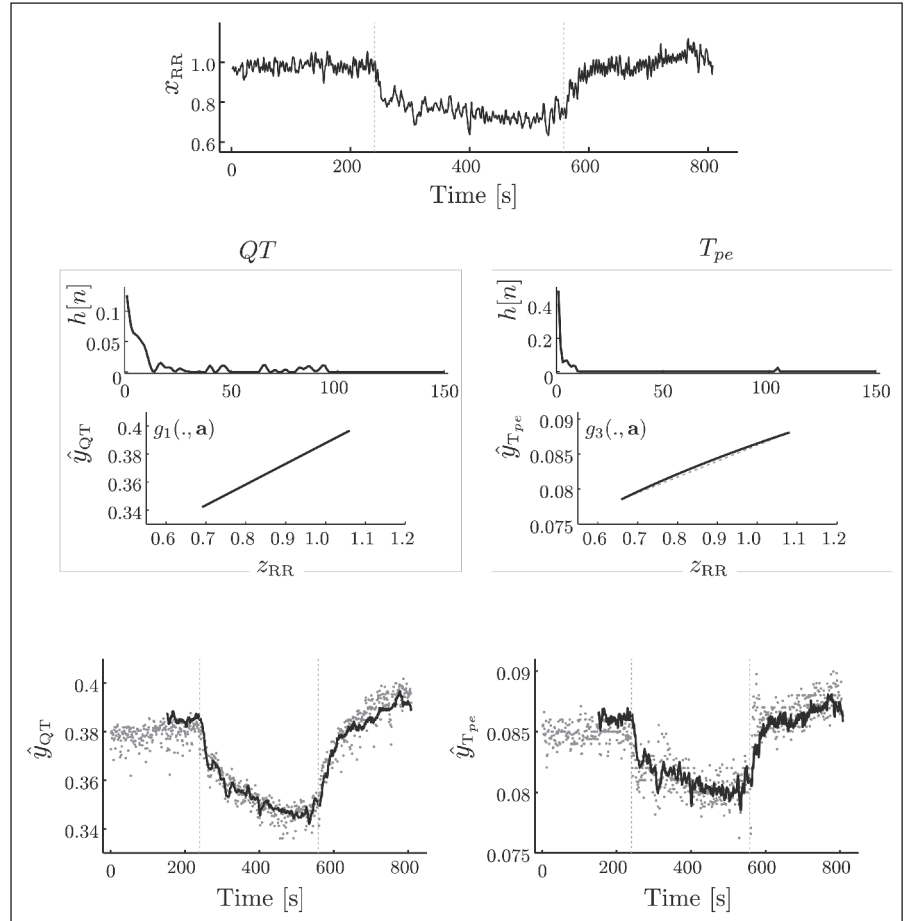 x_RR
1.0
0.8
0.6
0 200 400 600 800
Time [s]
QT
h[n]
0.1
0.05
0
0 50 100 150
ŷ_QT
0.4
0.38
0.36
0.34
g₁(., a)
0.6 0.7 0.8 0.9 1.0 1.1 1.2
z_RR
T_pe
h[n]
0.4
0.2
0
0 50 100 150
ŷ_T_pe
0.09
0.085
0.08
0.075
g₃(., a)
0.6 0.7 0.8 0.9 1.0 1.1 1.2
z_RR
ŷ_QT
0.4
0.38
0.36
0.34
0 200 400 600 800
Time [s]
ŷ_T_pe
0.09
0.085
0.08
0.075
0 200 400 600 800
Time [s]